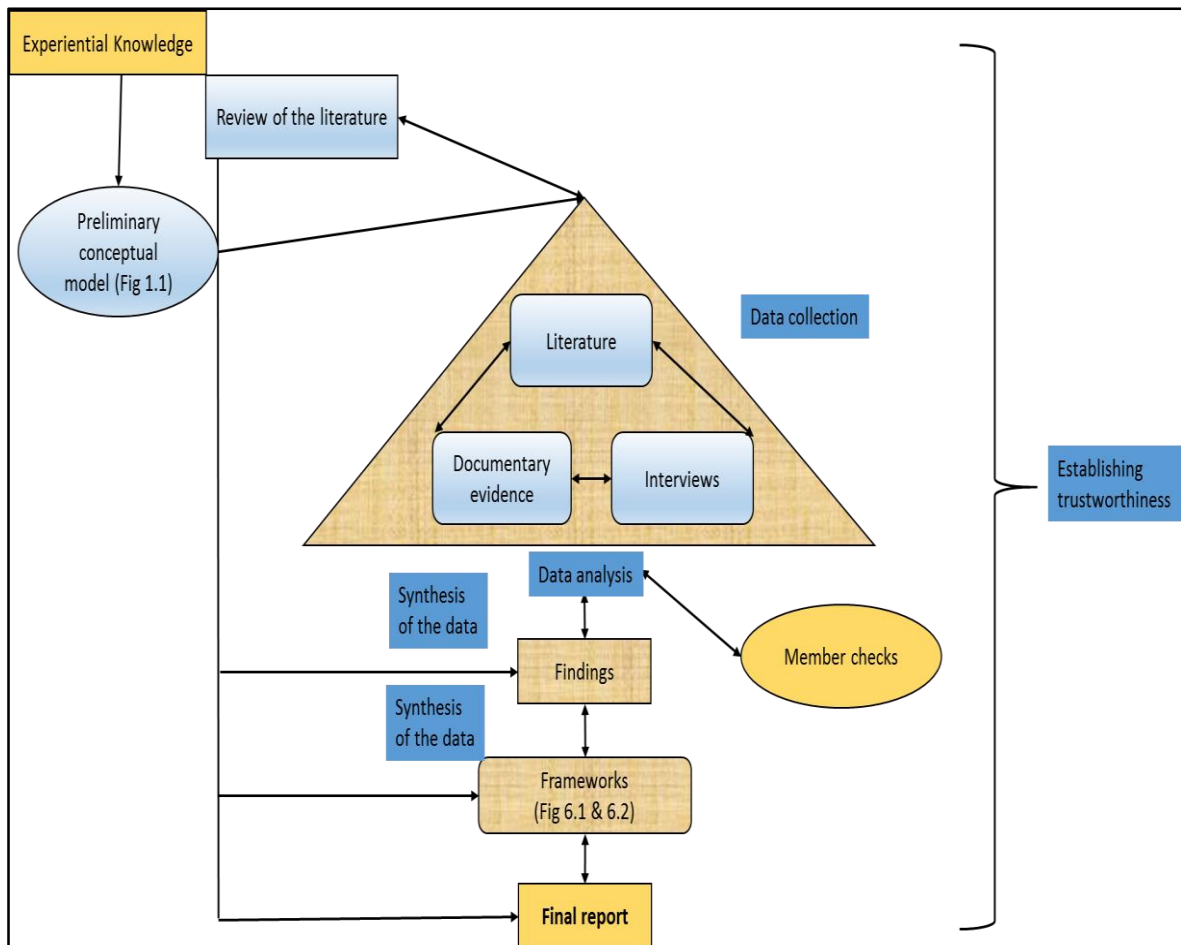 Experiential Knowledge
Review of the literature
Preliminary
conceptual
model (Fig 1.1)
Literature
Data collection
Documentary
evidence
Interviews
Establishing
trustworthiness
Data analysis
Synthesis
of the data
Member checks
Findings
Synthesis
of the data
Frameworks
(Fig 6.1 & 6.2)
Final report